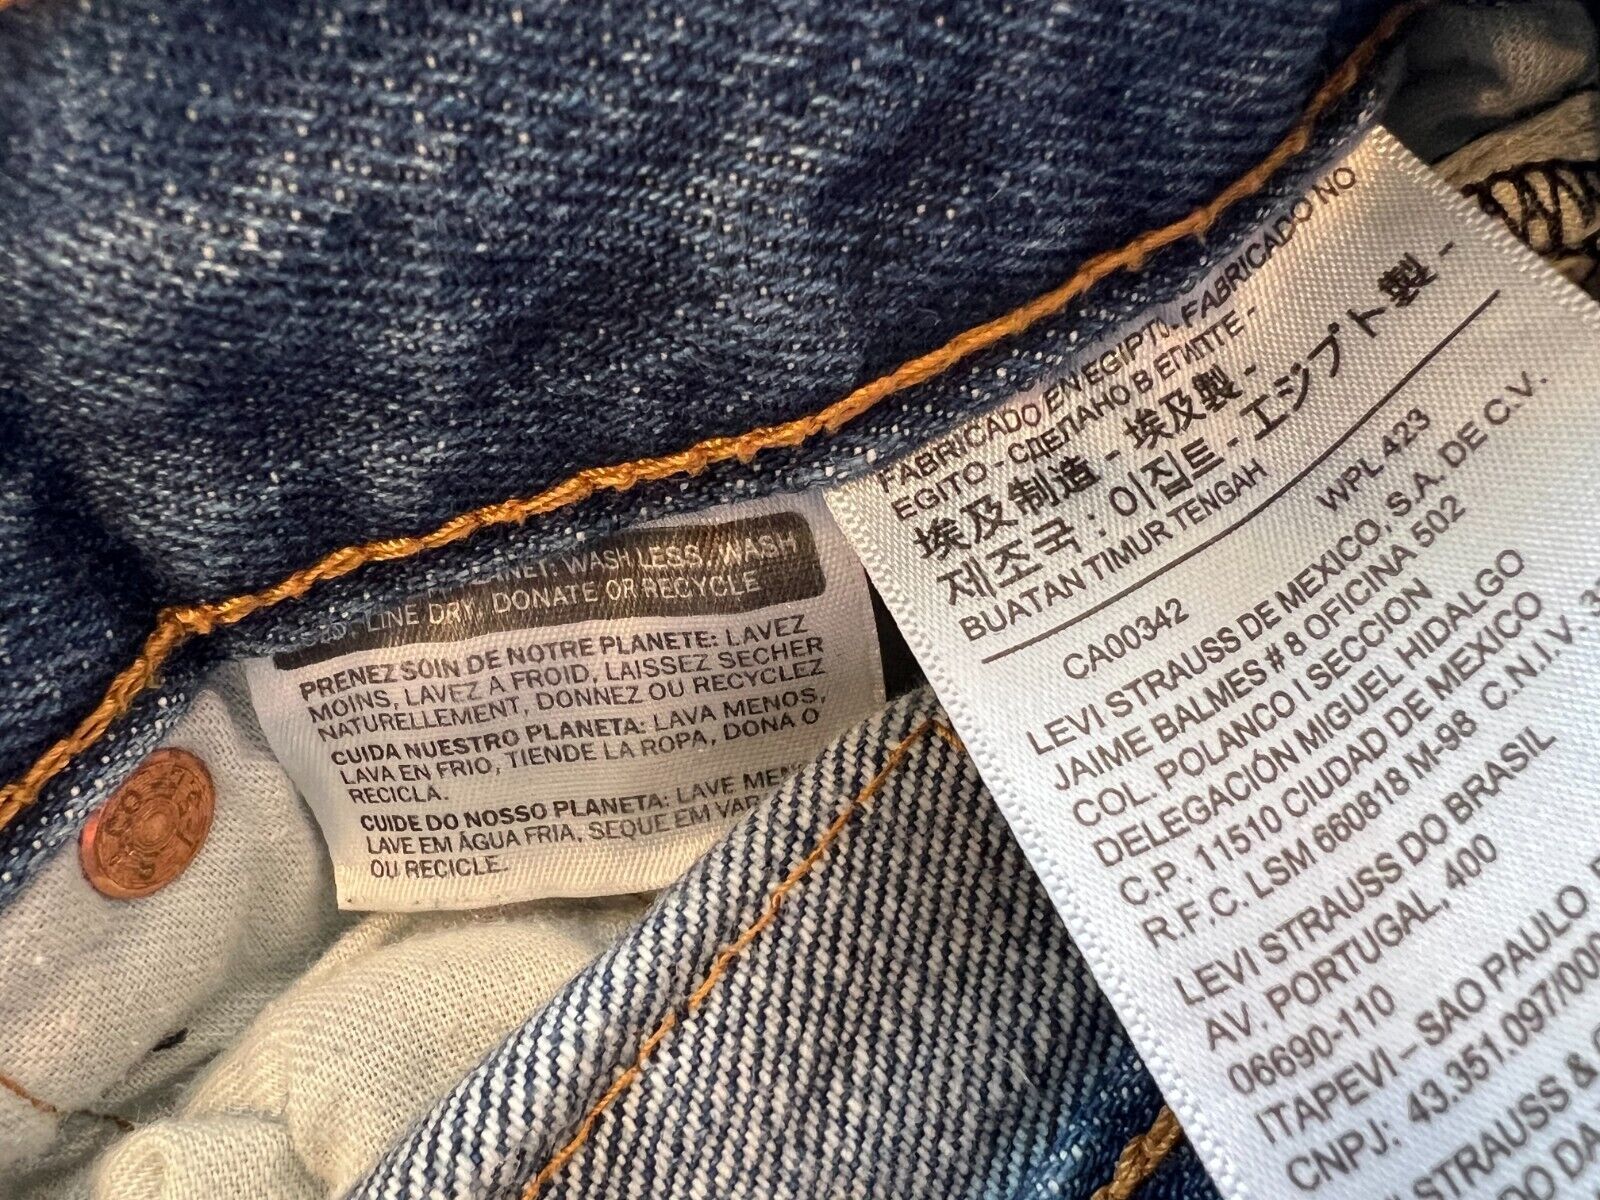 PLANET: WASH LESS, WASH
LINE DRY, DONATE OR RECYCLE
PRENEZ SOIN DE NOTRE PLANETE: LAVEZ
MOINS, LAVEZ A FROID, LAISSEZ SECHER
NATURELLEMENT, DONNEZ OU RECYCLEZ
CUIDA NUESTRO PLANETA: LAVA MENOS,
LAVA EN FRIO, TIENDE LA ROPA, DONA O
RECICLA.
CUIDE DO NOSSO PLANETA: LAVE
LAVE EM ÁGUA FRIA, SEQUE EM
OU RECICLE.
FABRICADO EN EGIPTO - FABRICADO NO
EGITO - СДЕЛАНО В ЕГИПТЕ -
埃及制造 - 埃及製 -
제조국 : 이집트 - エジプト製 -
BUATAN TIMUR TENGAH
CA00342 WPL 423
LEVI STRAUSS DE MEXICO, S.A. DE C.V.
JAIME BALMES # 8 OFICINA 502
COL. POLANCO I SECCION
DELEGACIÓN MIGUEL HIDALGO
C.P. 11510 CIUDAD DE MEXICO
R.F.C. LSM 660818 M-98 C.N.I.V.
LEVI STRAUSS DO BRASIL
AV. PORTUGAL, 400
06690-110
ITAPEVI – SAO PAULO
CNPJ: 43.351.097/00
STRAUSS &